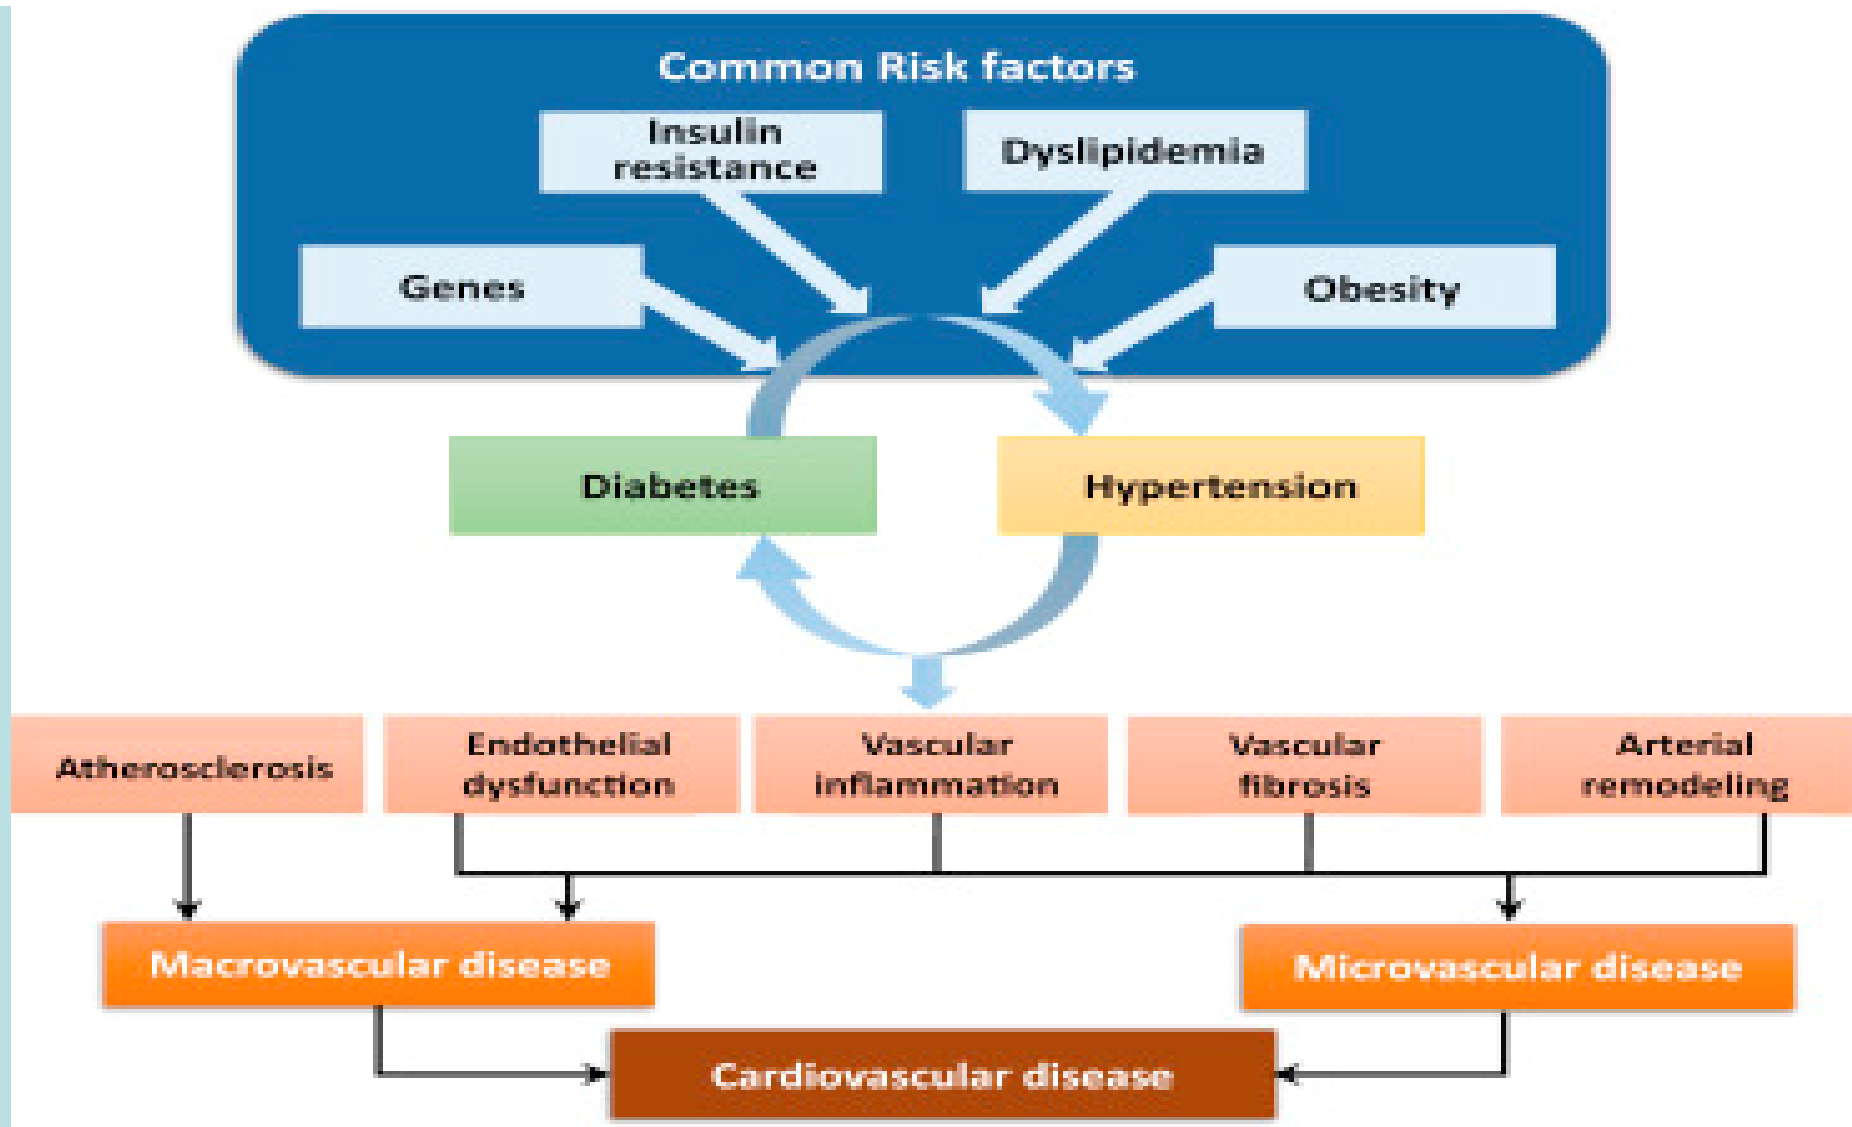 Common Risk factors
Insulin
resistance
Dyslipidemia
Genes
Obesity
Diabetes
Hypertension
Atherosclerosis
Endothelial
dysfunction
Vascular
inflammation
Vascular
fibrosis
Arterial
remodeling
Macrovascular disease
Microvascular disease
Cardiovascular disease